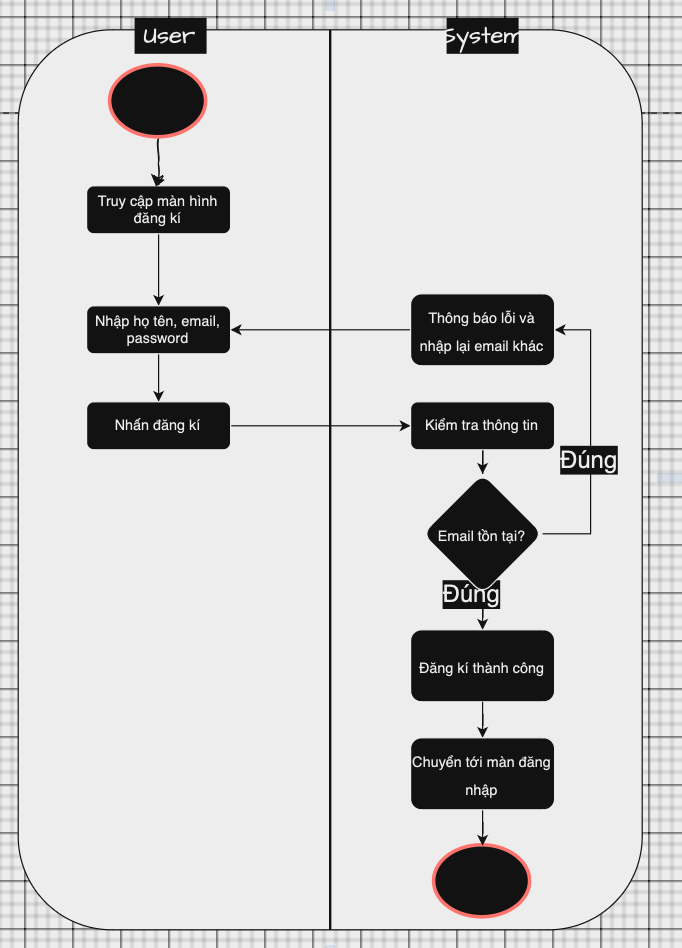 User
System
Truy cập màn hình
đăng kí
Nhập họ tên, email,
password
Thông báo lỗi và
nhập lại email khác
Nhấn đăng kí
Kiểm tra thông tin
Đúng
Email tồn tại?
Đúng
Đăng kí thành công
Chuyển tới màn đăng
nhập